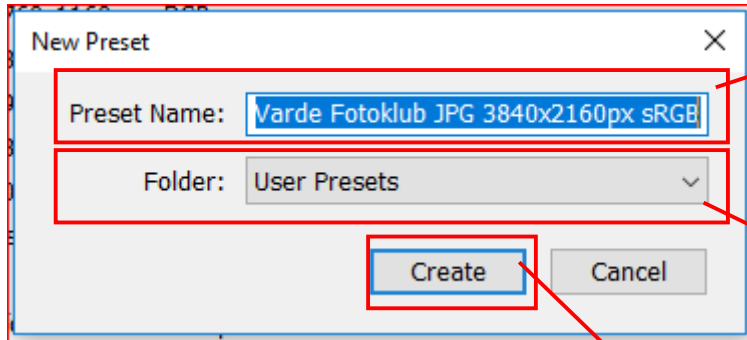 New Preset
Preset Name: Varde Fotoklub JPG 3840x2160px sRGB
Folder: User Presets
Create Cancel